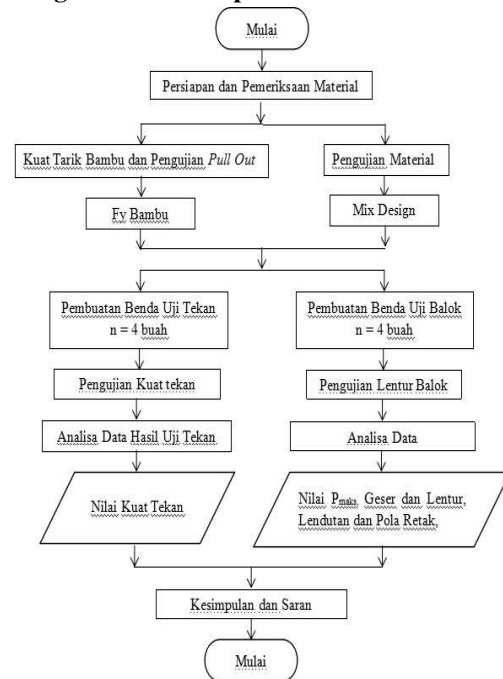 Mulai
Persiapan dan Pemeriksaan Material
Kuat Tarik Bambu dan Pengujian Pull Out
Pengujian Material
Fy Bambu
Mix Design
Pembuatan Benda Uji Tekan
n = 4 buah
Pembuatan Benda Uji Balok
n = 4 buah
Pengujian Kuat tekan
Pengujian Lentur Balok
Analisa Data Hasil Uji Tekan
Analisa Data
Nilai Kuat Tekan
Nilai Pmaks, Geser dan Lentur,
Lendutan dan Pola Retak,
Kesimpulan dan Saran
Mulai